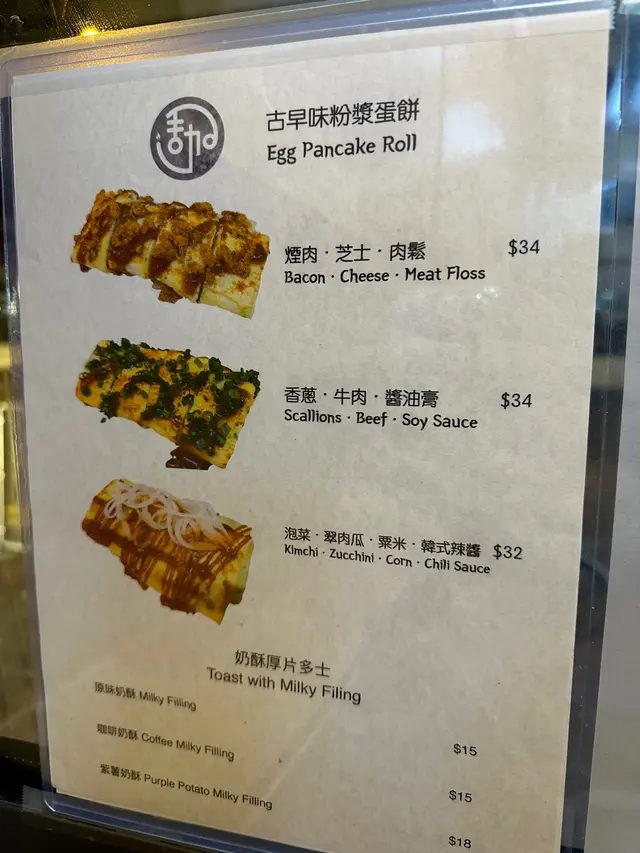 古早味粉漿蛋餅
Egg Pancake Roll
煙肉・芝士・肉鬆 $34
Bacon・Cheese・Meat Floss
香蔥・牛肉・醬油膏 $34
Scallions・Beef・Soy Sauce
泡菜・翠肉瓜・粟米・韓式辣醬 $32
Kimchi・Zucchini・Corn・Chili Sauce
奶酥厚片多士
Toast with Milky Filing
原味奶酥 Milky Filling $15
咖啡奶酥 Coffee Milky Filling $15
紫薯奶酥 Purple Potato Milky Filling $18